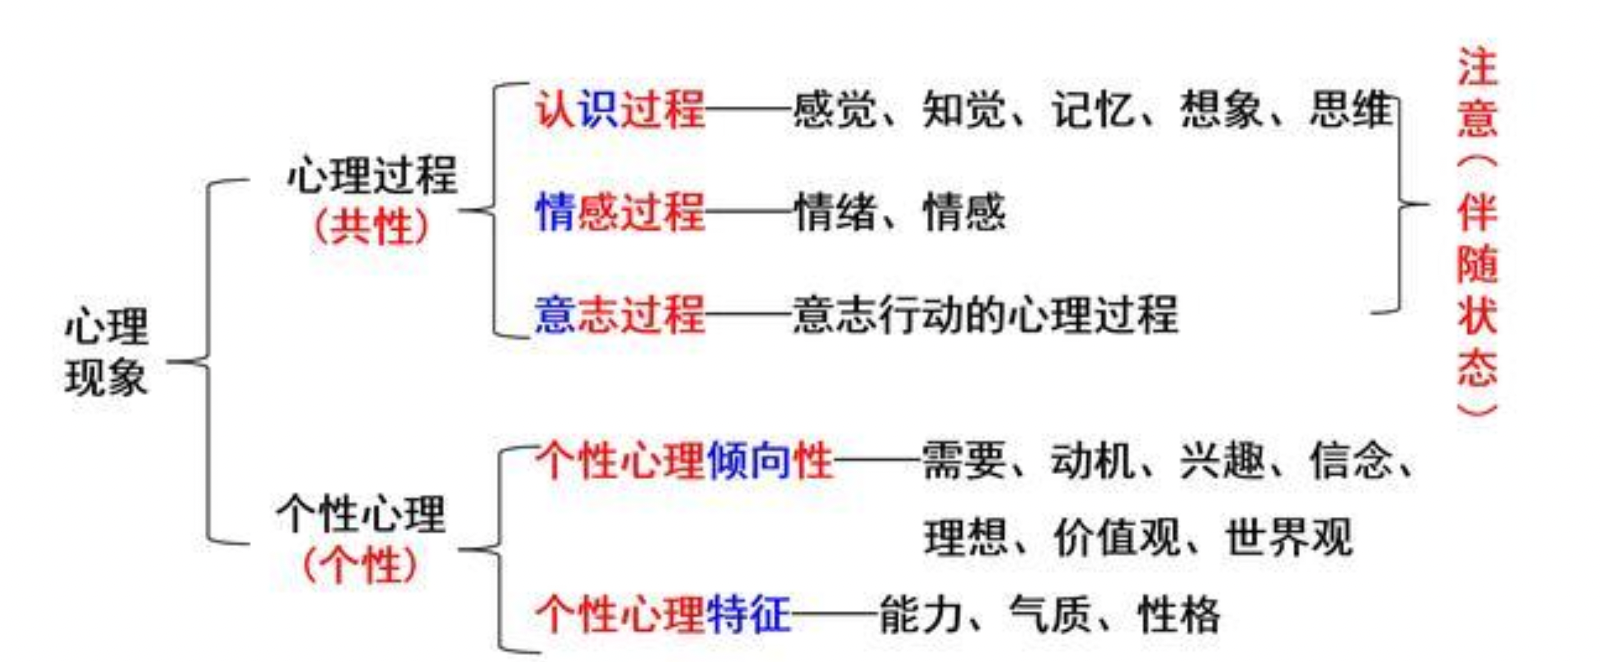 心理
现象
心理过程
(共性)
认识过程——感觉、知觉、记忆、想象、思维
情感过程——情绪、情感
意志过程——意志行动的心理过程
注意(伴随状态)
个性心理
(个性)
个性心理倾向性——需要、动机、兴趣、信念、
理想、价值观、世界观
个性心理特征——能力、气质、性格